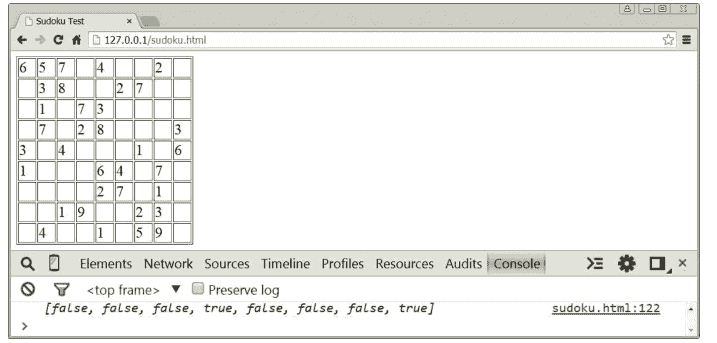 Sudoku Test
127.0.0.1/sudoku.html
6 5 7 4 2
3 8 2 7
1 7 3
7 2 8 3
3 4 1 6
1 6 4 7
2 7 1
1 9 2 3
4 1 5 9
Elements Network Sources Timeline Profiles Resources Audits Console
<top frame> Preserve log
[false, false, false, true, false, false, false, true] sudoku.html:122